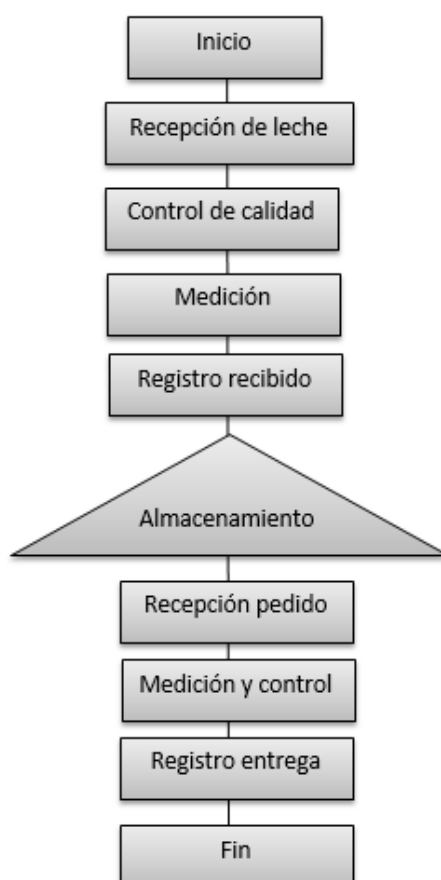 Inicio
Recepción de leche
Control de calidad
Medición
Registro recibido
Almacenamiento
Recepción pedido
Medición y control
Registro entrega
Fin